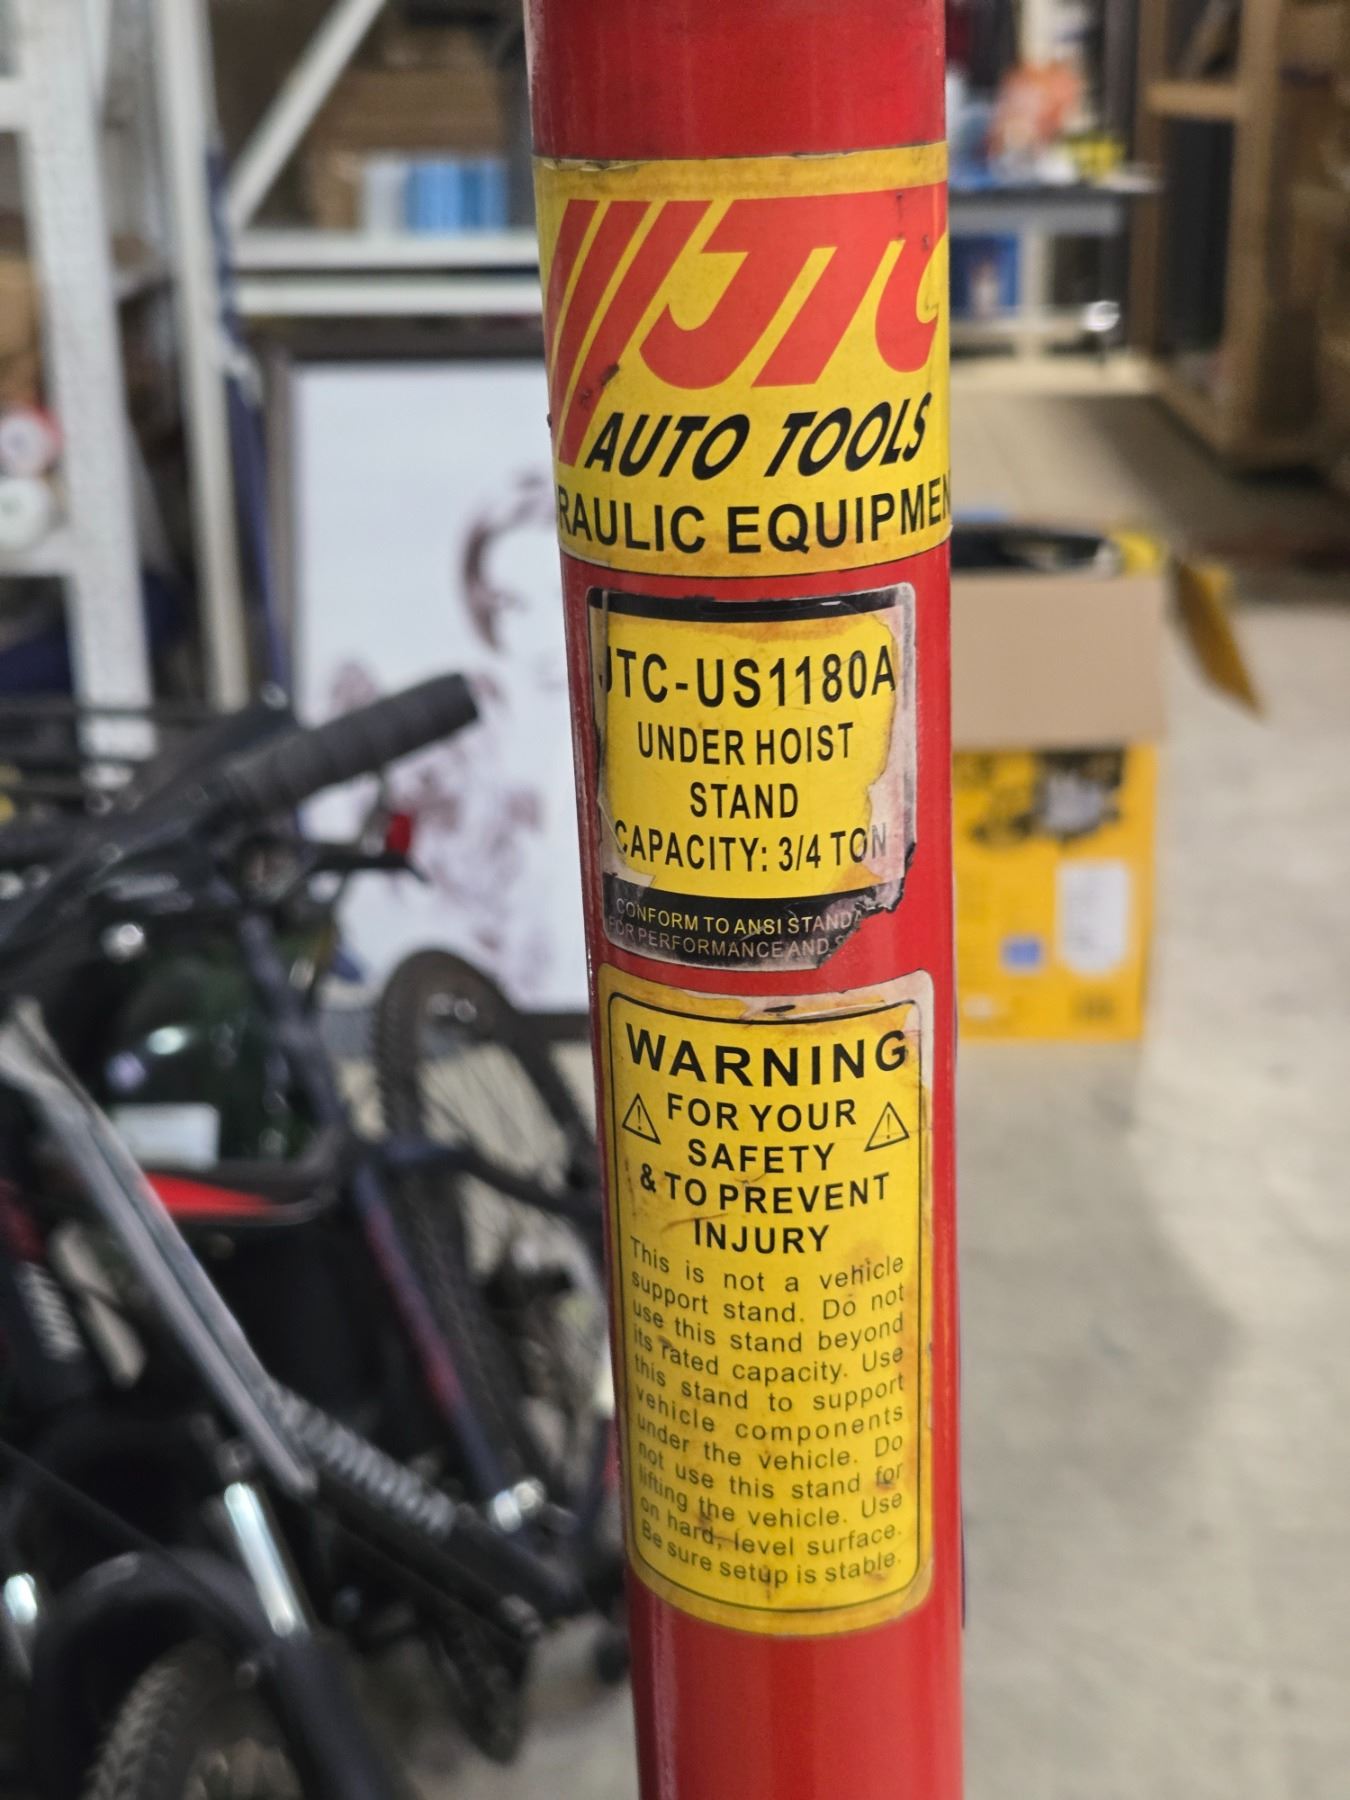 JTC
AUTO TOOLS
RAULIC EQUIPMEN
JTC-US1180A
UNDER HOIST
STAND
CAPACITY: 3/4 TON
CONFORM TO ANSI STANDA
FOR PERFORMANCE AND S
WARNING
FOR YOUR
SAFETY
& TO PREVENT
INJURY
This is not a vehicle
support stand. Do not
use this stand beyond
its rated capacity. Use
this stand to support
vehicle components
under the vehicle. Do
not use this stand for
lifting the vehicle. Use
on hard, level surface.
Be sure setup is stable.